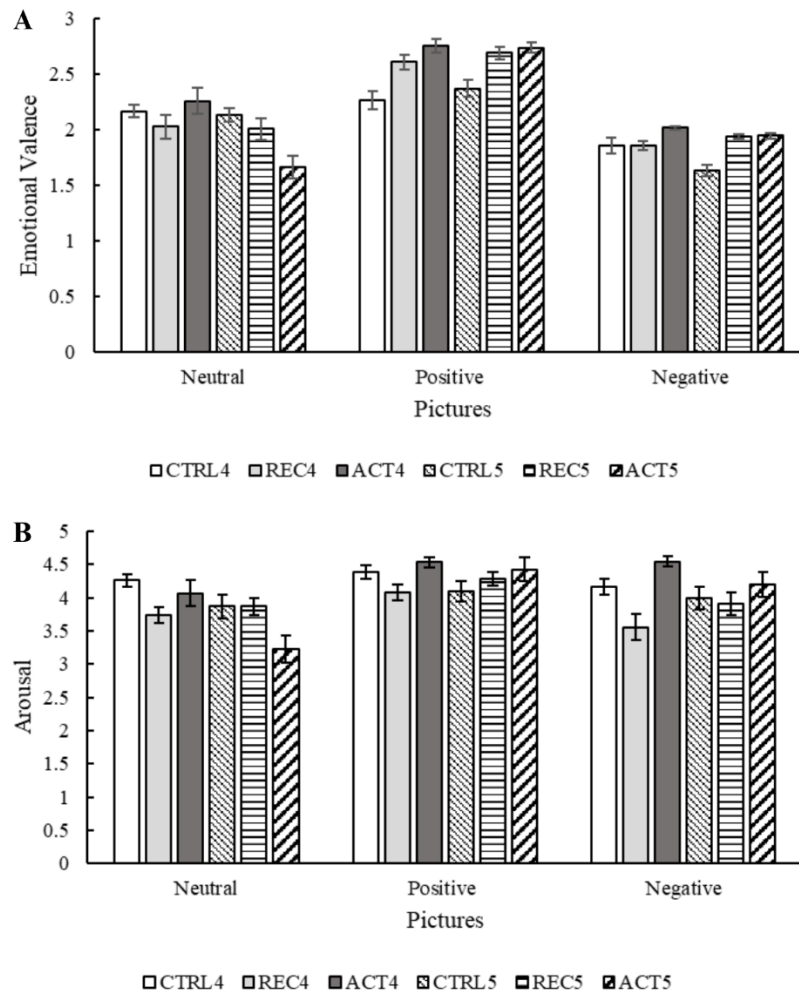 A
3
2.5
2
1.5
1
0.5
0
Emotional Valence
Neutral Positive Negative
Pictures
CTRL4 REC4 ACT4 CTRL5 REC5 ACT5
B
5
4.5
4
3.5
3
2.5
2
1.5
1
0.5
0
Arousal
Neutral Positive Negative
Pictures
CTRL4 REC4 ACT4 CTRL5 REC5 ACT5